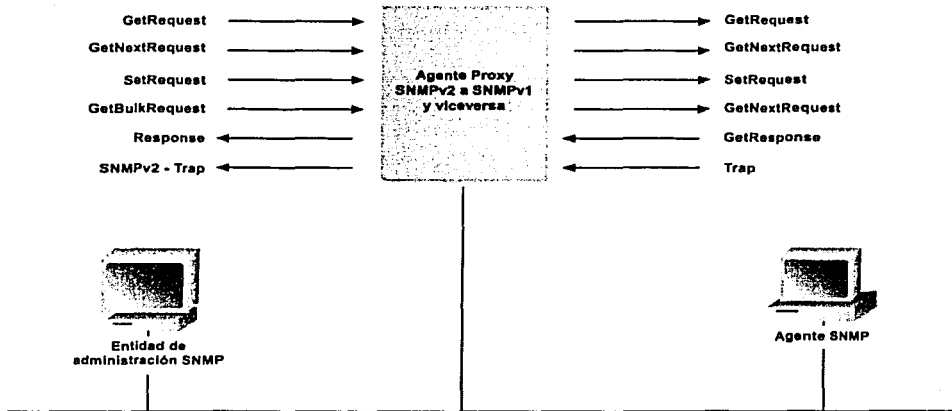 GetRequest
GetNextRequest
SetRequest
GetBulkRequest
Response
SNMPv2 - Trap
Agente Proxy
SNMPv2 a SNMPv1
y viceversa
GetRequest
GetNextRequest
SetRequest
GetNextRequest
GetResponse
Trap
Entidad de
administración SNMP
Agente SNMP